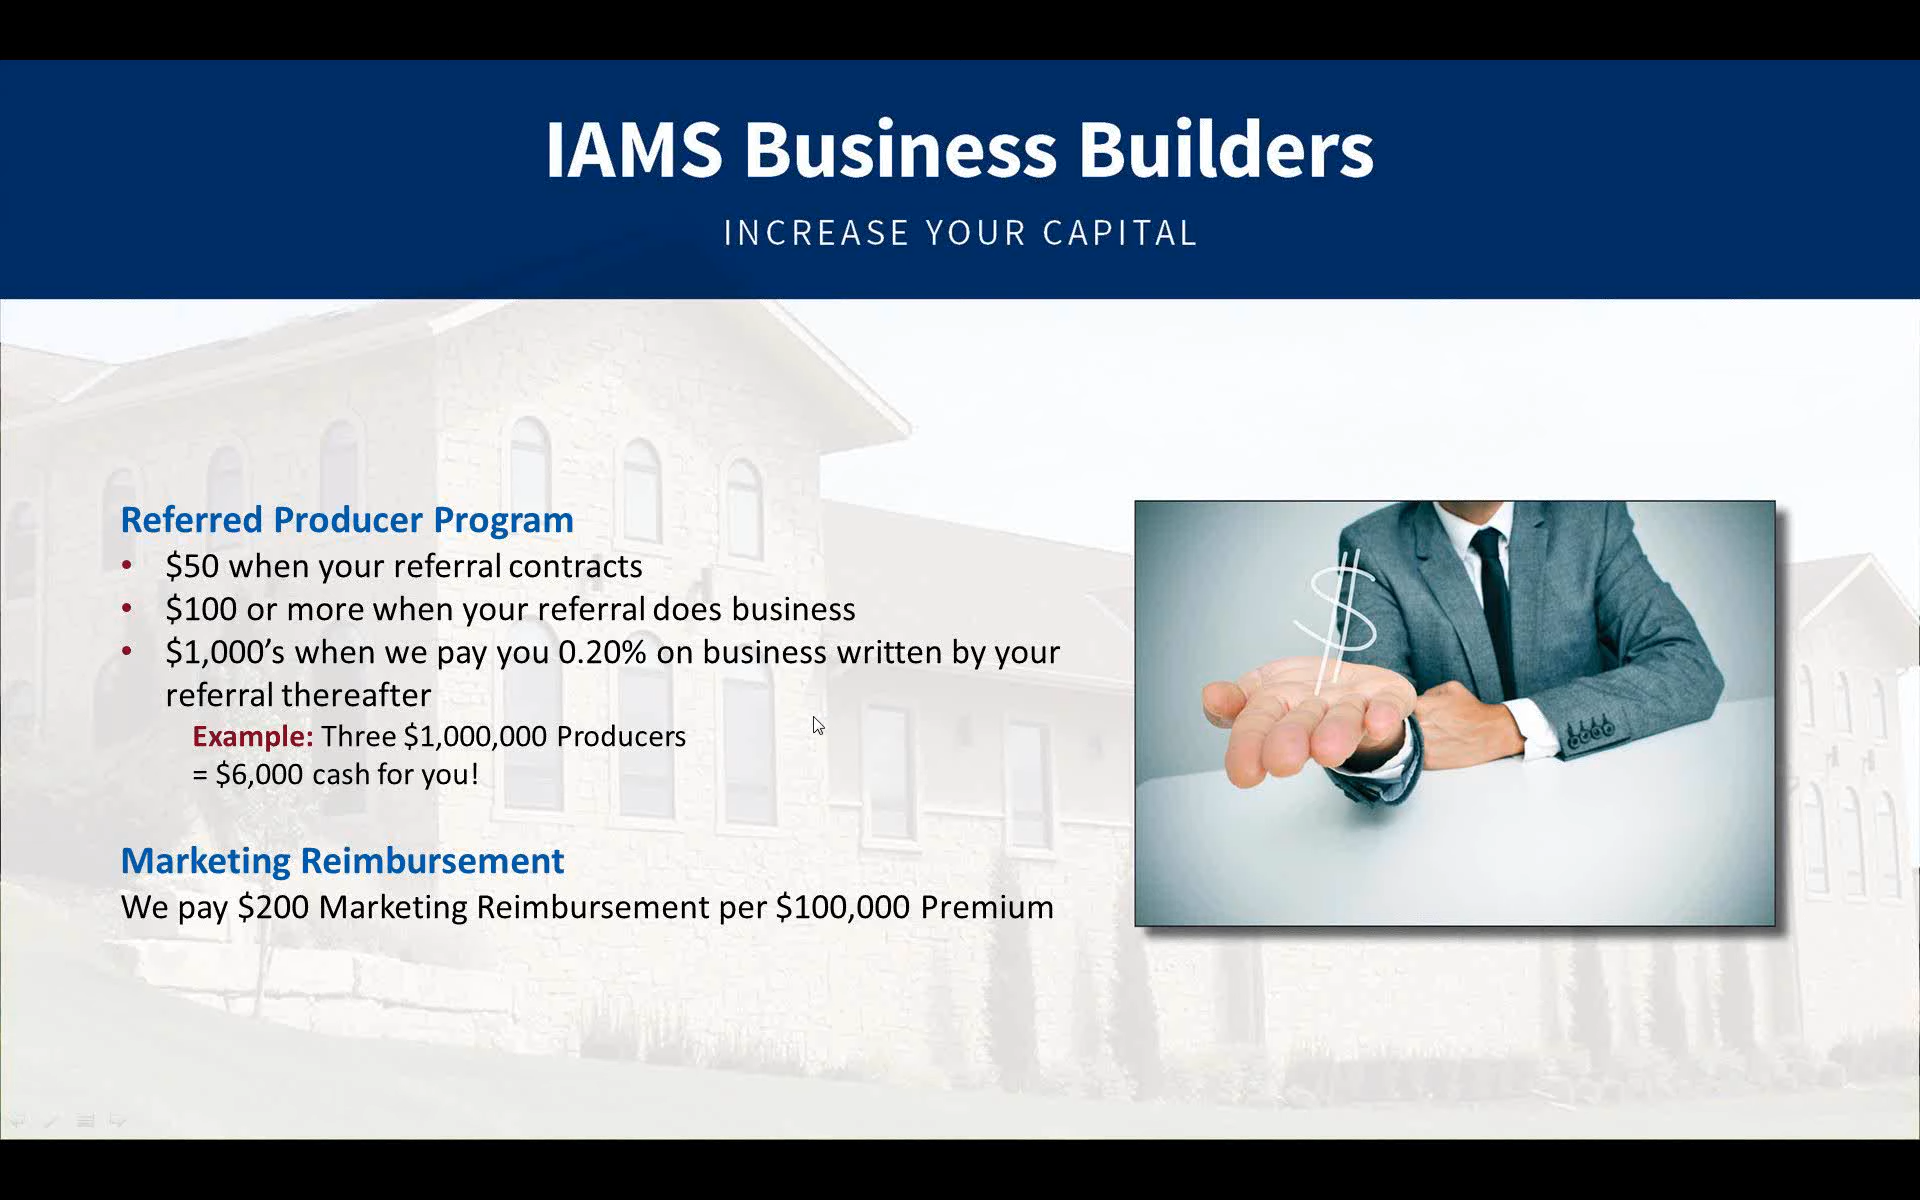 IAMS Business Builders
INCREASE YOUR CAPITAL
Referred Producer Program
• $50 when your referral contracts
• $100 or more when your referral does business
• $1,000’s when we pay you 0.20% on business written by your
referral thereafter
Example: Three $1,000,000 Producers
= $6,000 cash for you!
$
Marketing Reimbursement
We pay $200 Marketing Reimbursement per $100,000 Premium